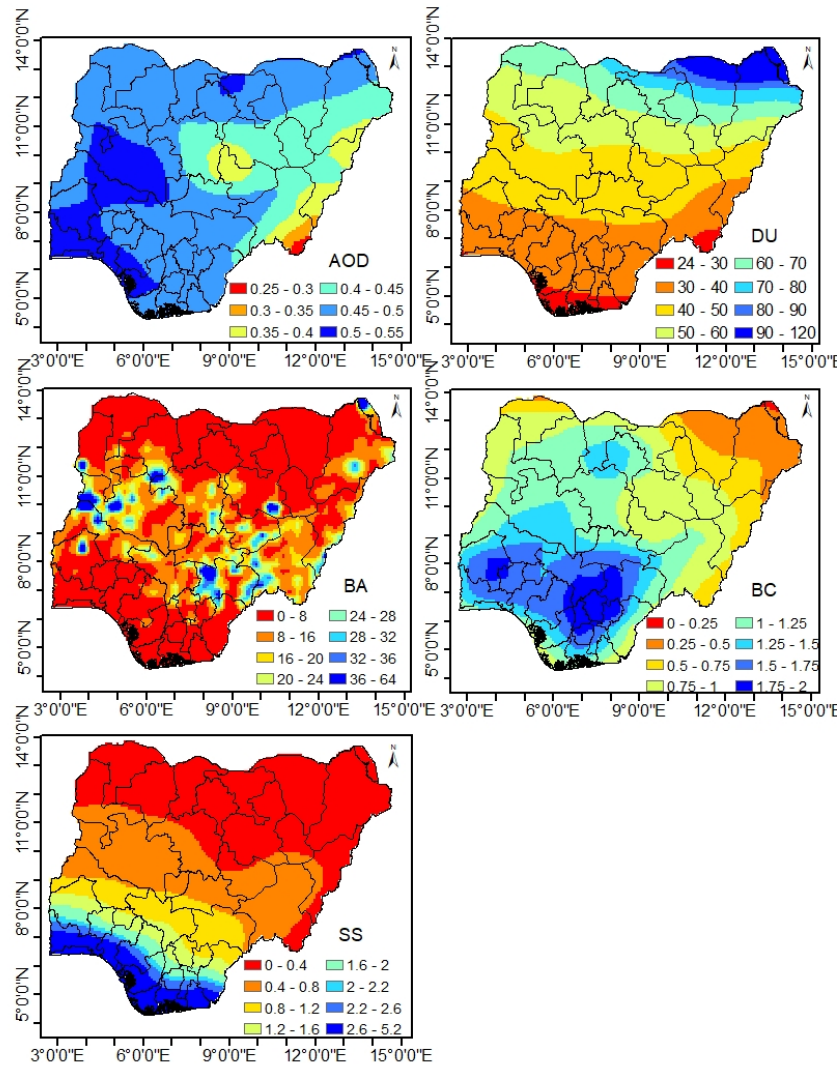 14°0'0"N
11°0'0"N
8°0'0"N
5°0'0"N
N
AOD
0.25 - 0.3 0.4 - 0.45
0.3 - 0.35 0.45 - 0.5
0.35 - 0.4 0.5 - 0.55
3°0'0"E 6°0'0"E 9°0'0"E 12°0'0"E 15°0'0"E
14°0'0"N
11°0'0"N
8°0'0"N
5°0'0"N
N
DU
24 - 30 60 - 70
30 - 40 70 - 80
40 - 50 80 - 90
50 - 60 90 - 120
3°0'0"E 6°0'0"E 9°0'0"E 12°0'0"E 15°0'0"E
14°0'0"N
11°0'0"N
8°0'0"N
5°0'0"N
N
BA
0 - 8 24 - 28
8 - 16 28 - 32
16 - 20 32 - 36
20 - 24 36 - 64
3°0'0"E 6°0'0"E 9°0'0"E 12°0'0"E 15°0'0"E
14°0'0"N
11°0'0"N
8°0'0"N
5°0'0"N
N
BC
0 - 0.25 1 - 1.25
0.25 - 0.5 1.25 - 1.5
0.5 - 0.75 1.5 - 1.75
0.75 - 1 1.75 - 2
3°0'0"E 6°0'0"E 9°0'0"E 12°0'0"E 15°0'0"E
14°0'0"N
11°0'0"N
8°0'0"N
5°0'0"N
N
SS
0 - 0.4 1.6 - 2
0.4 - 0.8 2 - 2.2
0.8 - 1.2 2.2 - 2.6
1.2 - 1.6 2.6 - 5.2
3°0'0"E 6°0'0"E 9°0'0"E 12°0'0"E 15°0'0"E